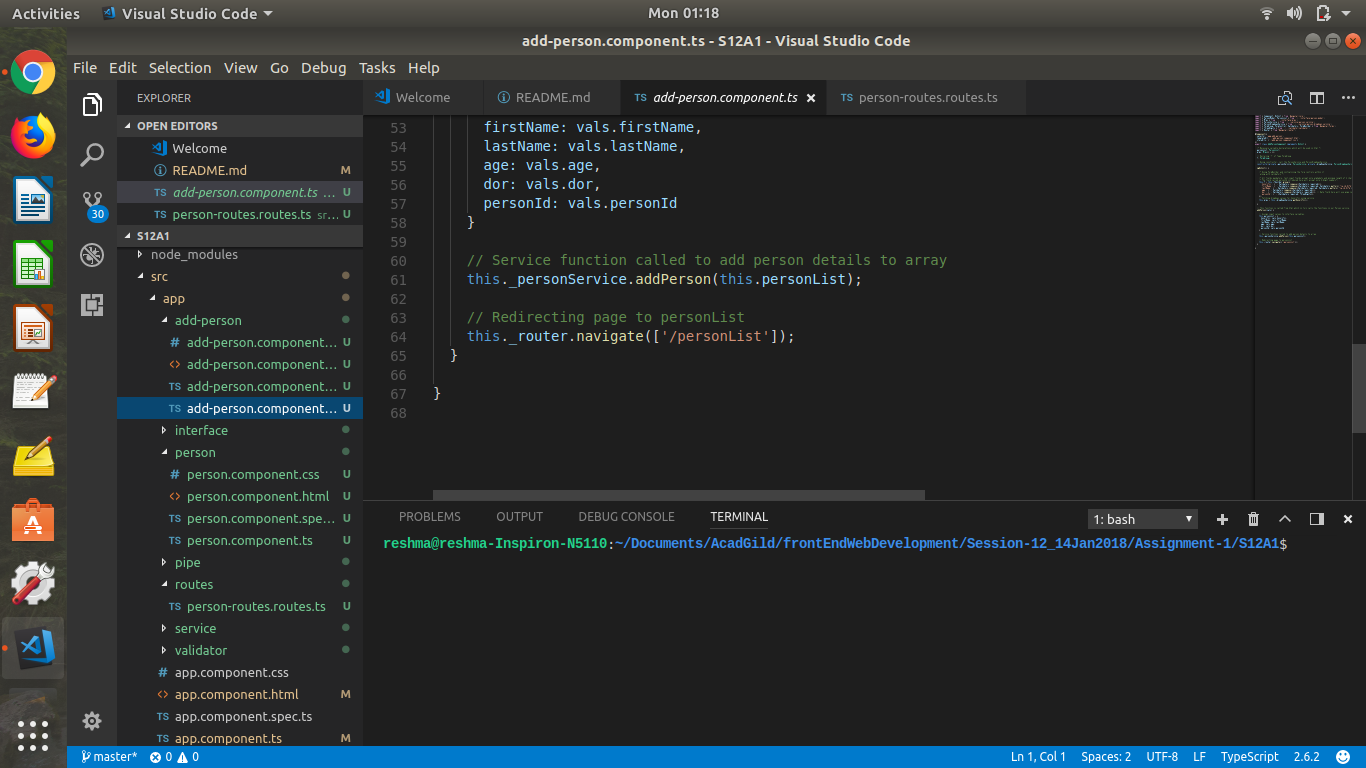 Activities
Visual Studio Code
Mon 01:18
add-person.component.ts - S12A1 - Visual Studio Code
File Edit Selection View Go Debug Tasks Help
EXPLORER
OPEN EDITORS
Welcome
README.md M
add-person.component.ts ... U
person-routes.routes.ts sr... U
S12A1
node_modules
src
app
add-person
# add-person.component... U
<> add-person.component... U
TS add-person.component... U
TS add-person.component... U
interface
person
# person.component.css U
<> person.component.html U
TS person.component.spe... U
TS person.component.ts U
pipe
routes
TS person-routes.routes.ts U
service
validator
# app.component.css
<> app.component.html M
TS app.component.spec.ts
TS app.component.ts M
30
Welcome
README.md
TS add-person.component.ts
TS person-routes.routes.ts
53 firstName: vals.firstName,
54 lastName: vals.lastName,
55 age: vals.age,
56 dor: vals.dor,
57 personId: vals.personId
58 }
59
60 // Service function called to add person details to array
61 this._personService.addPerson(this.personList);
62
63 // Redirecting page to personList
64 this._router.navigate(['/personList']);
65 }
66
67 }
68
PROBLEMS OUTPUT DEBUG CONSOLE TERMINAL
1: bash
reshma@reshma-Inspiron-N5110:~/Documents/AcadGild/frontEndWebDevelopment/Session-12_14Jan2018/Assignment-1/S12A1$
master* 0 0
Ln 1, Col 1 Spaces: 2 UTF-8 LF TypeScript 2.6.2